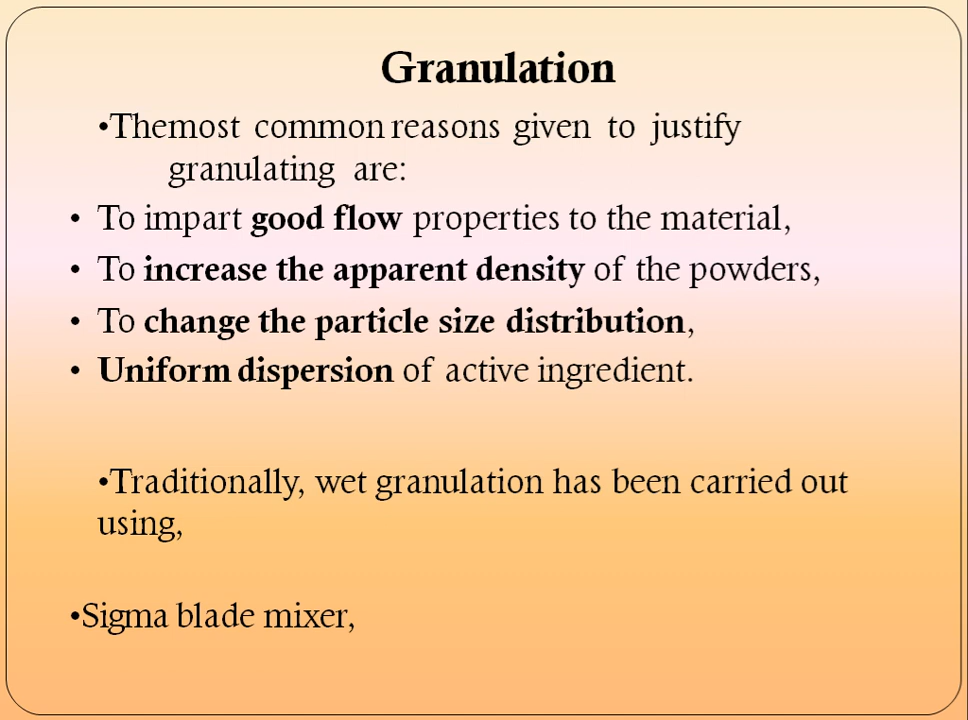 Granulation
•Themost common reasons given to justify
granulating are:
• To impart good flow properties to the material,
• To increase the apparent density of the powders,
• To change the particle size distribution,
• Uniform dispersion of active ingredient.
•Traditionally, wet granulation has been carried out
using,
•Sigma blade mixer,